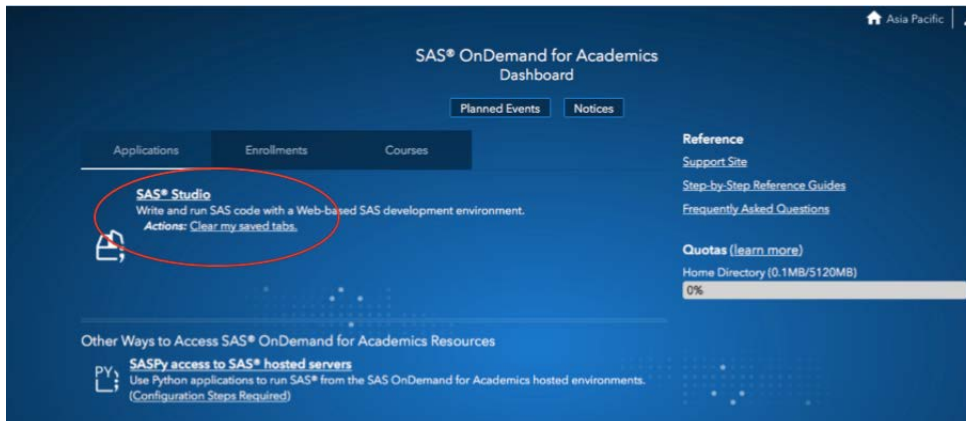 Asia Pacific
SAS® OnDemand for Academics
Dashboard
Planned Events Notices
Applications Enrollments Courses
SAS® Studio
Write and run SAS code with a Web-based SAS development environment.
Actions: Clear my saved tabs.
Reference
Support Site
Step-by-Step Reference Guides
Frequently Asked Questions
Quotas (learn more)
Home Directory (0.1MB/5120MB)
0%
Other Ways to Access SAS® OnDemand for Academics Resources
PY
SASPy access to SAS® hosted servers
Use Python applications to run SAS® from the SAS OnDemand for Academics hosted environments.
(Configuration Steps Required)